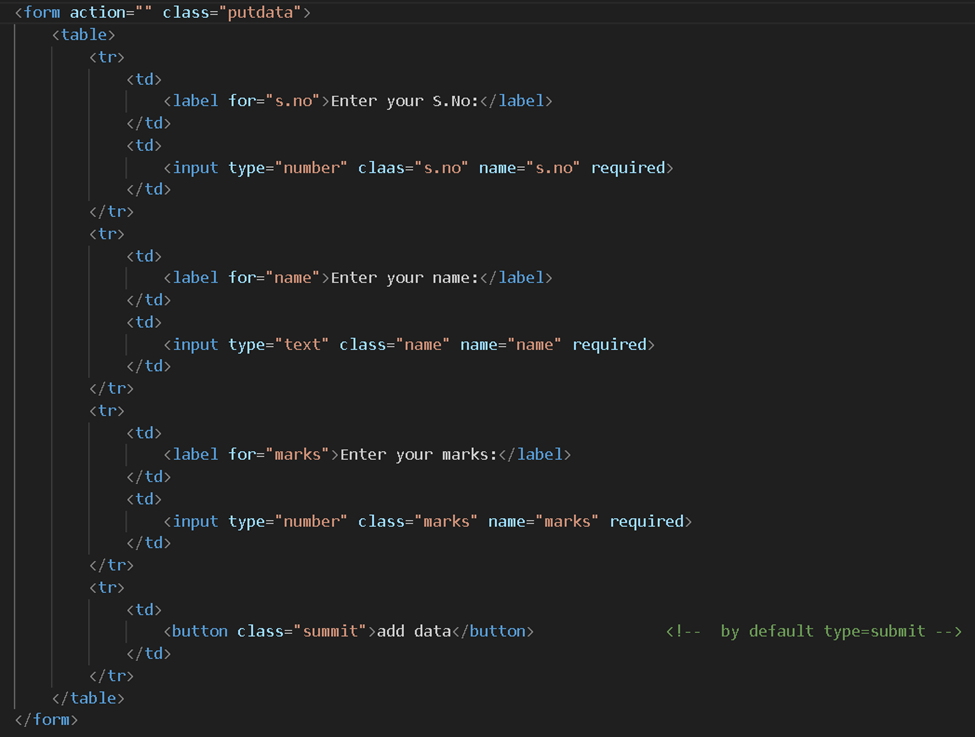 <form action="" class="putdata">
<table>
<tr>
<td>
<label for="s.no">Enter your S.No:</label>
</td>
<td>
<input type="number" claas="s.no" name="s.no" required>
</td>
</tr>
<tr>
<td>
<label for="name">Enter your name:</label>
</td>
<td>
<input type="text" class="name" name="name" required>
</td>
</tr>
<tr>
<td>
<label for="marks">Enter your marks:</label>
</td>
<td>
<input type="number" class="marks" name="marks" required>
</td>
</tr>
<tr>
<td>
<button class="summit">add data</button> <!--  by default type=submit -->
</td>
</tr>
</table>
</form>